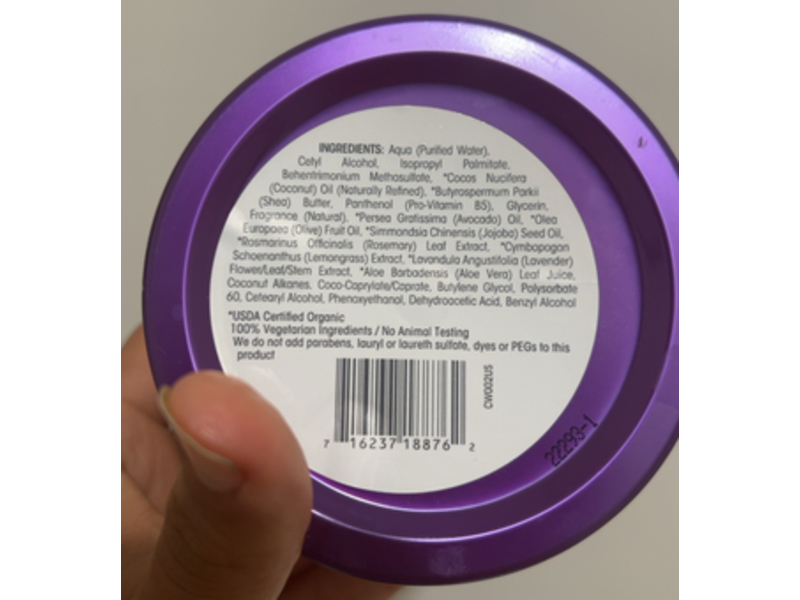 INGREDIENTS: Aqua (Purified Water),
Cetyl Alcohol, Isopropyl Palmitate,
Behentrimonium Methosulfate, *Cocos Nucifera
(Coconut) Oil (Naturally Refined), *Butyrospermum Parkii
(Shea) Butter, Panthenol (Pro-Vitamin B5), Glycerin,
Fragrance (Natural), *Persea Gratissima (Avocado) Oil, *Olea
Europaea (Olive) Fruit Oil, *Simmondsia Chinensis (Jojoba) Seed Oil,
*Rosmarinus Officinalis (Rosemary) Leaf Extract, *Cymbopogan
Schoenanthus (Lemongrass) Extract, *Lavandula Angustifolia (Lavender)
Flower/Leaf/Stem Extract, *Aloe Barbadensis (Aloe Vera) Leaf Juice,
Coconut Alkanes, Coco-Caprylate/Caprate, Butylene Glycol, Polysorbate
60, Cetearyl Alcohol, Phenoxyethanol, Dehydroacetic Acid, Benzyl Alcohol
*USDA Certified Organic
100% Vegetarian Ingredients / No Animal Testing
We do not add parabens, lauryl or laureth sulfate, dyes or PEGs to this
product
CW002US
7 16237 18876 2
22293-1